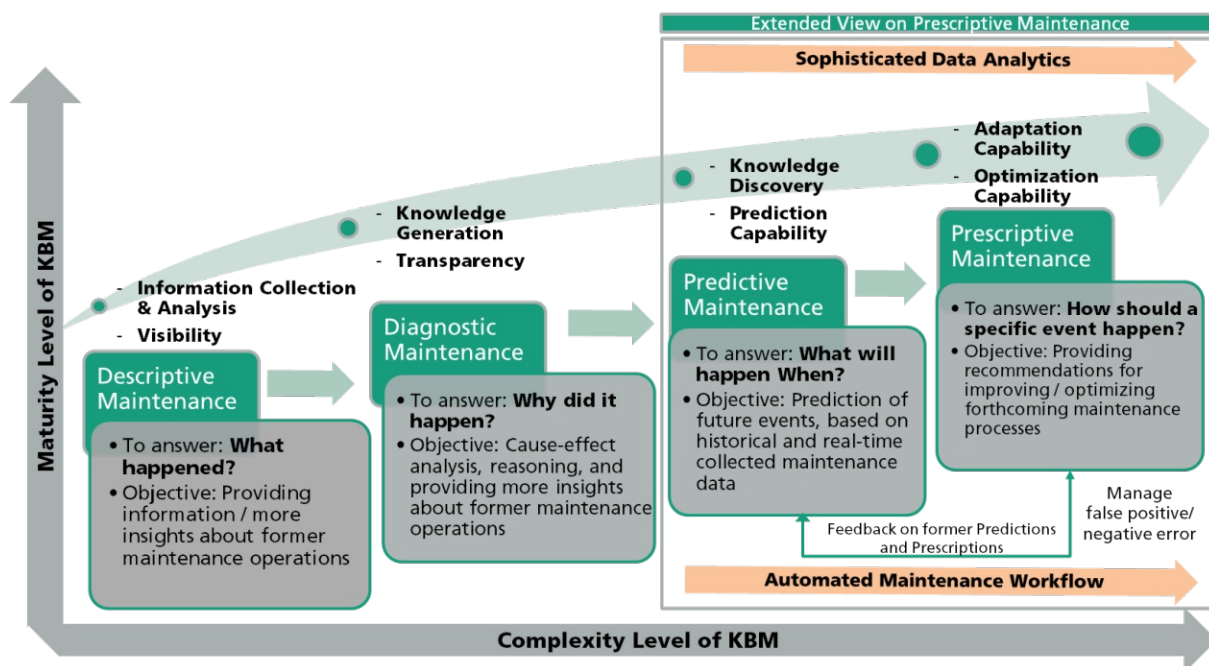 Extended View on Prescriptive Maintenance
Sophisticated Data Analytics
Maturity Level of KBM
- Information Collection
& Analysis
- Visibility
Descriptive
Maintenance
• To answer: What
happened?
• Objective: Providing
information / more
insights about former
maintenance operations
- Knowledge
Generation
- Transparency
Diagnostic
Maintenance
• To answer: Why did it
happen?
• Objective: Cause-effect
analysis, reasoning, and
providing more insights
about former maintenance
operations
- Knowledge
Discovery
- Prediction
Capability
Predictive
Maintenance
• To answer: What will
happen When?
• Objective: Prediction of
future events, based on
historical and real-time
collected maintenance
data
- Adaptation
Capability
- Optimization
Capability
Prescriptive
Maintenance
• To answer: How should a
specific event happen?
• Objective: Providing
recommendations for
improving / optimizing
forthcoming maintenance
processes
Feedback on former Predictions
and Prescriptions
Manage
false positive/
negative error
Automated Maintenance Workflow
Complexity Level of KBM